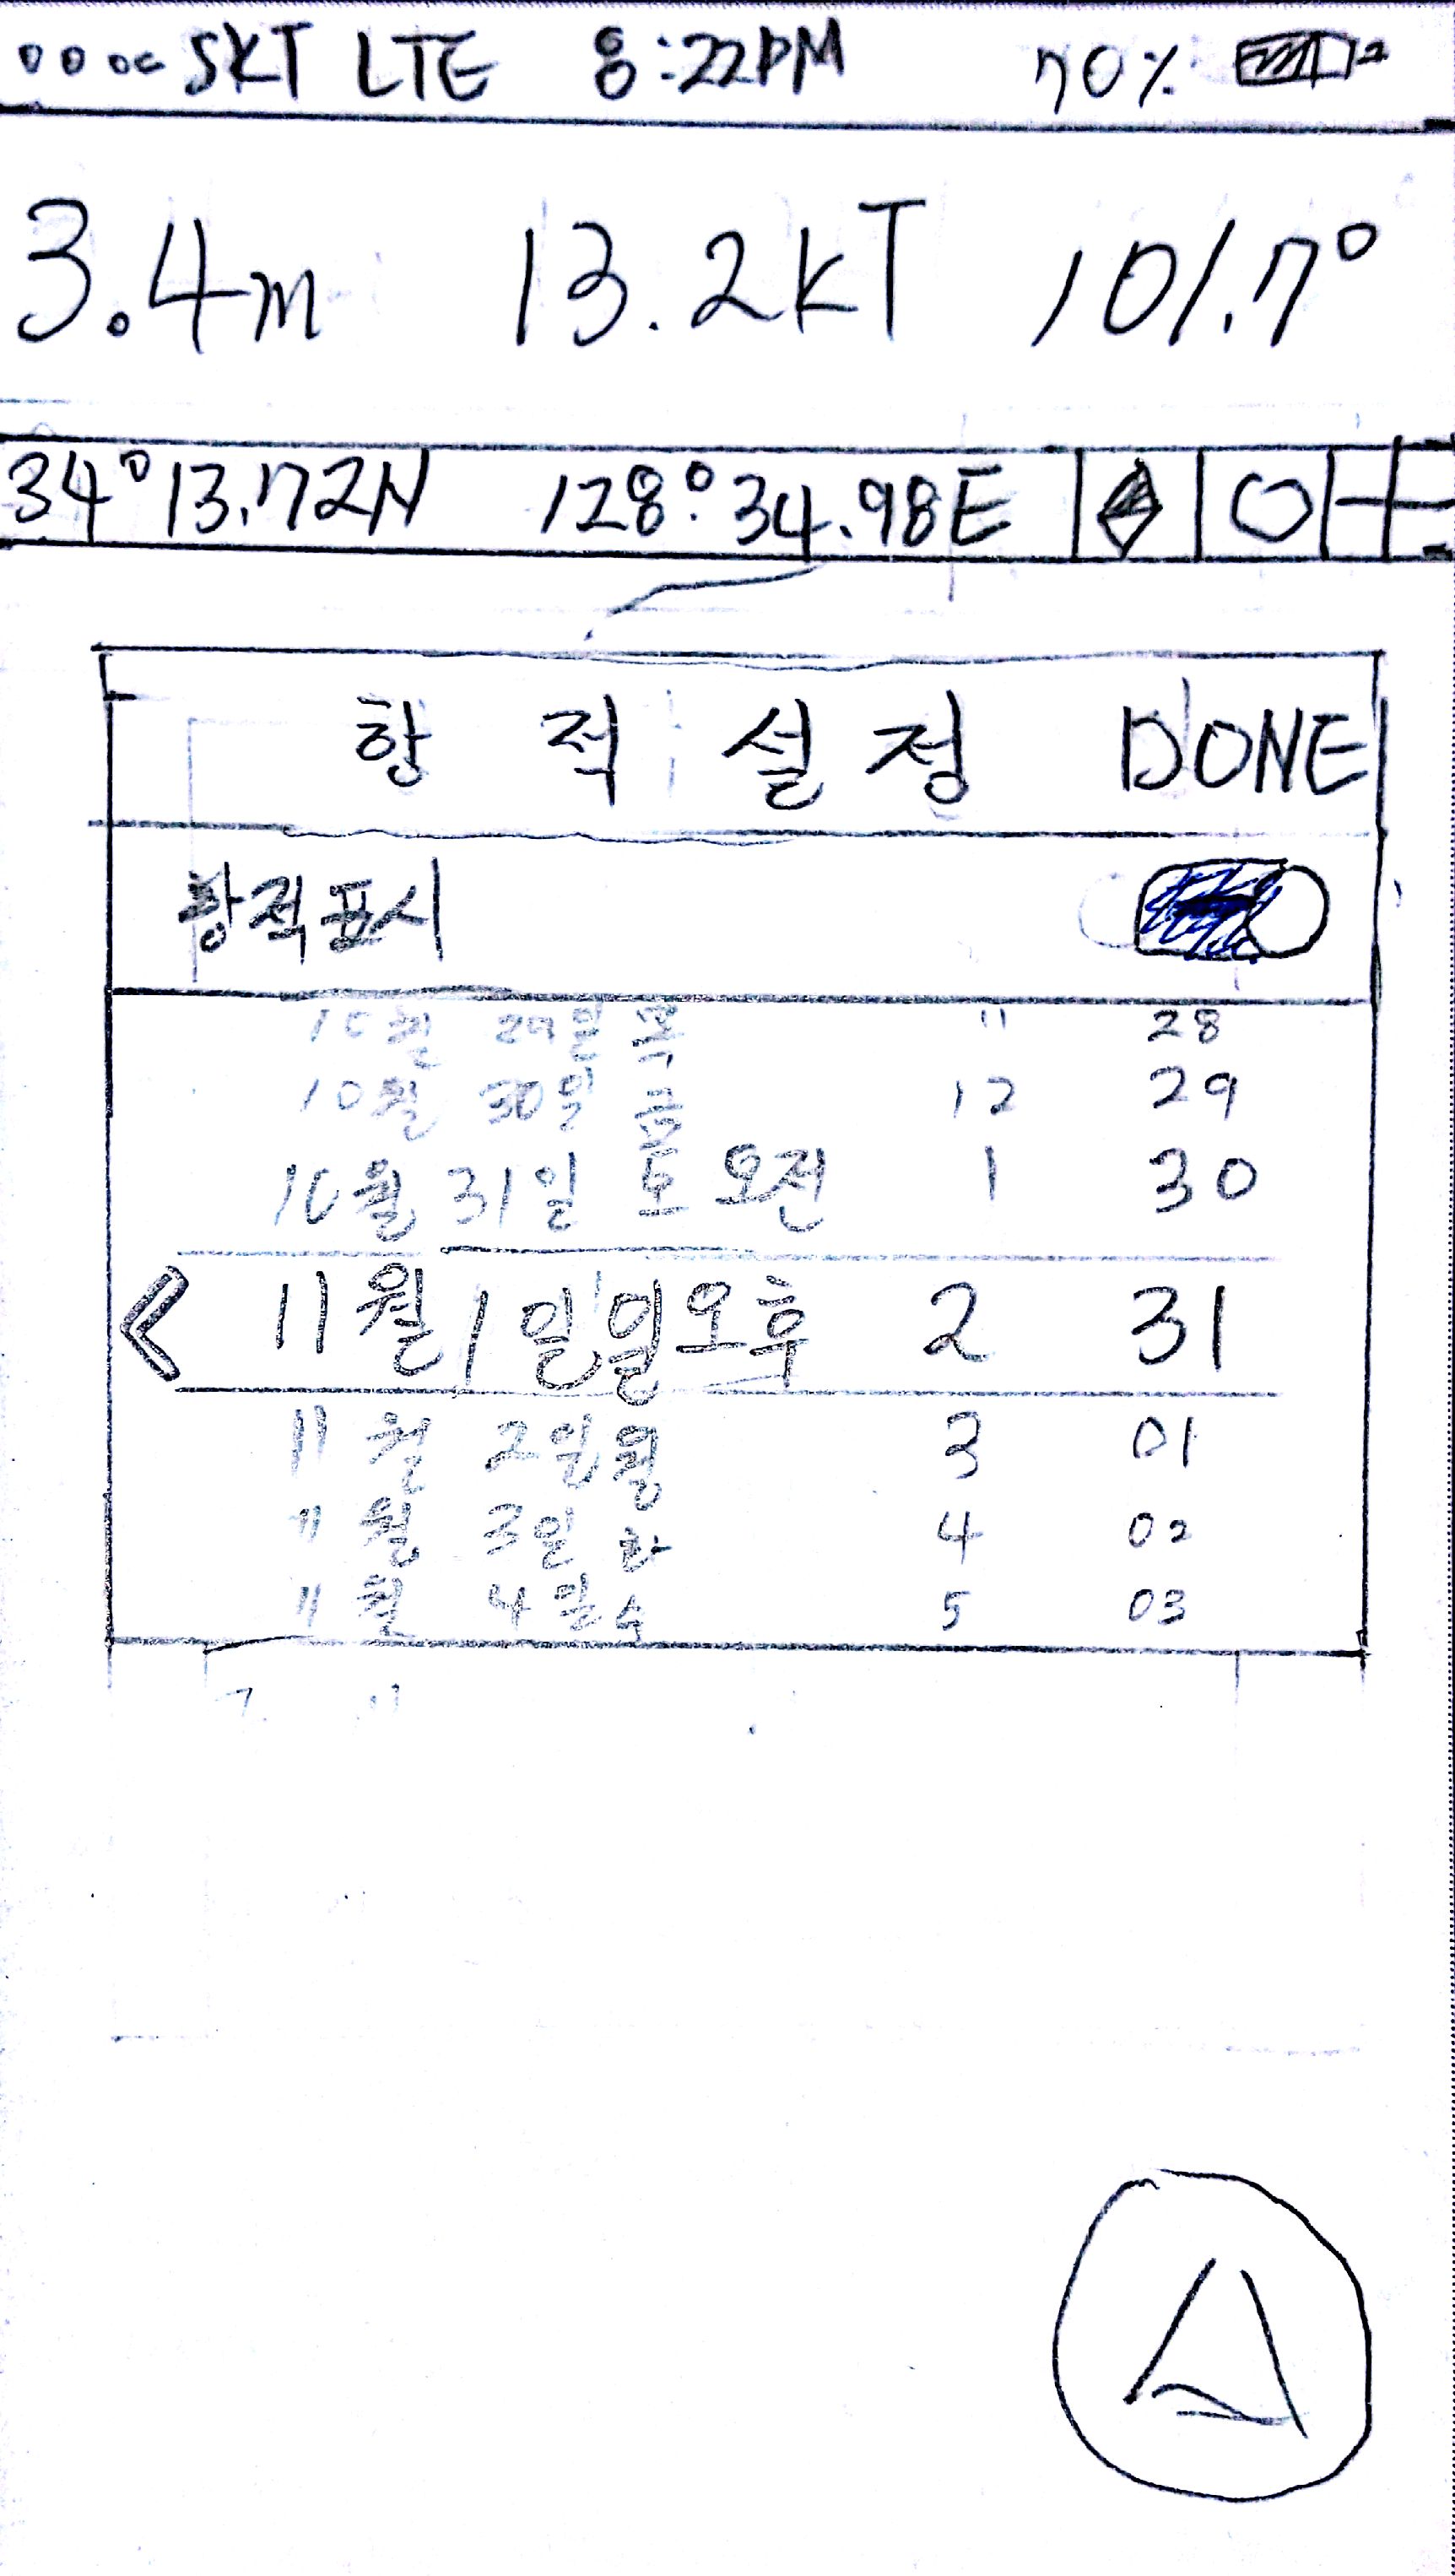 SKT LTE 8:22PM 70%
3.4m 13.2kT 101.7°
34°13.72N 128°34.98E
항적설정 DONE
항적표시
10월 29일 목 11 28
10월 30일 금 12 29
10월 31일 토 오전 1 30
11월 1일 일 오후 2 31
11월 2일 월 3 01
11월 3일 화 4 02
11월 4일 수 5 03